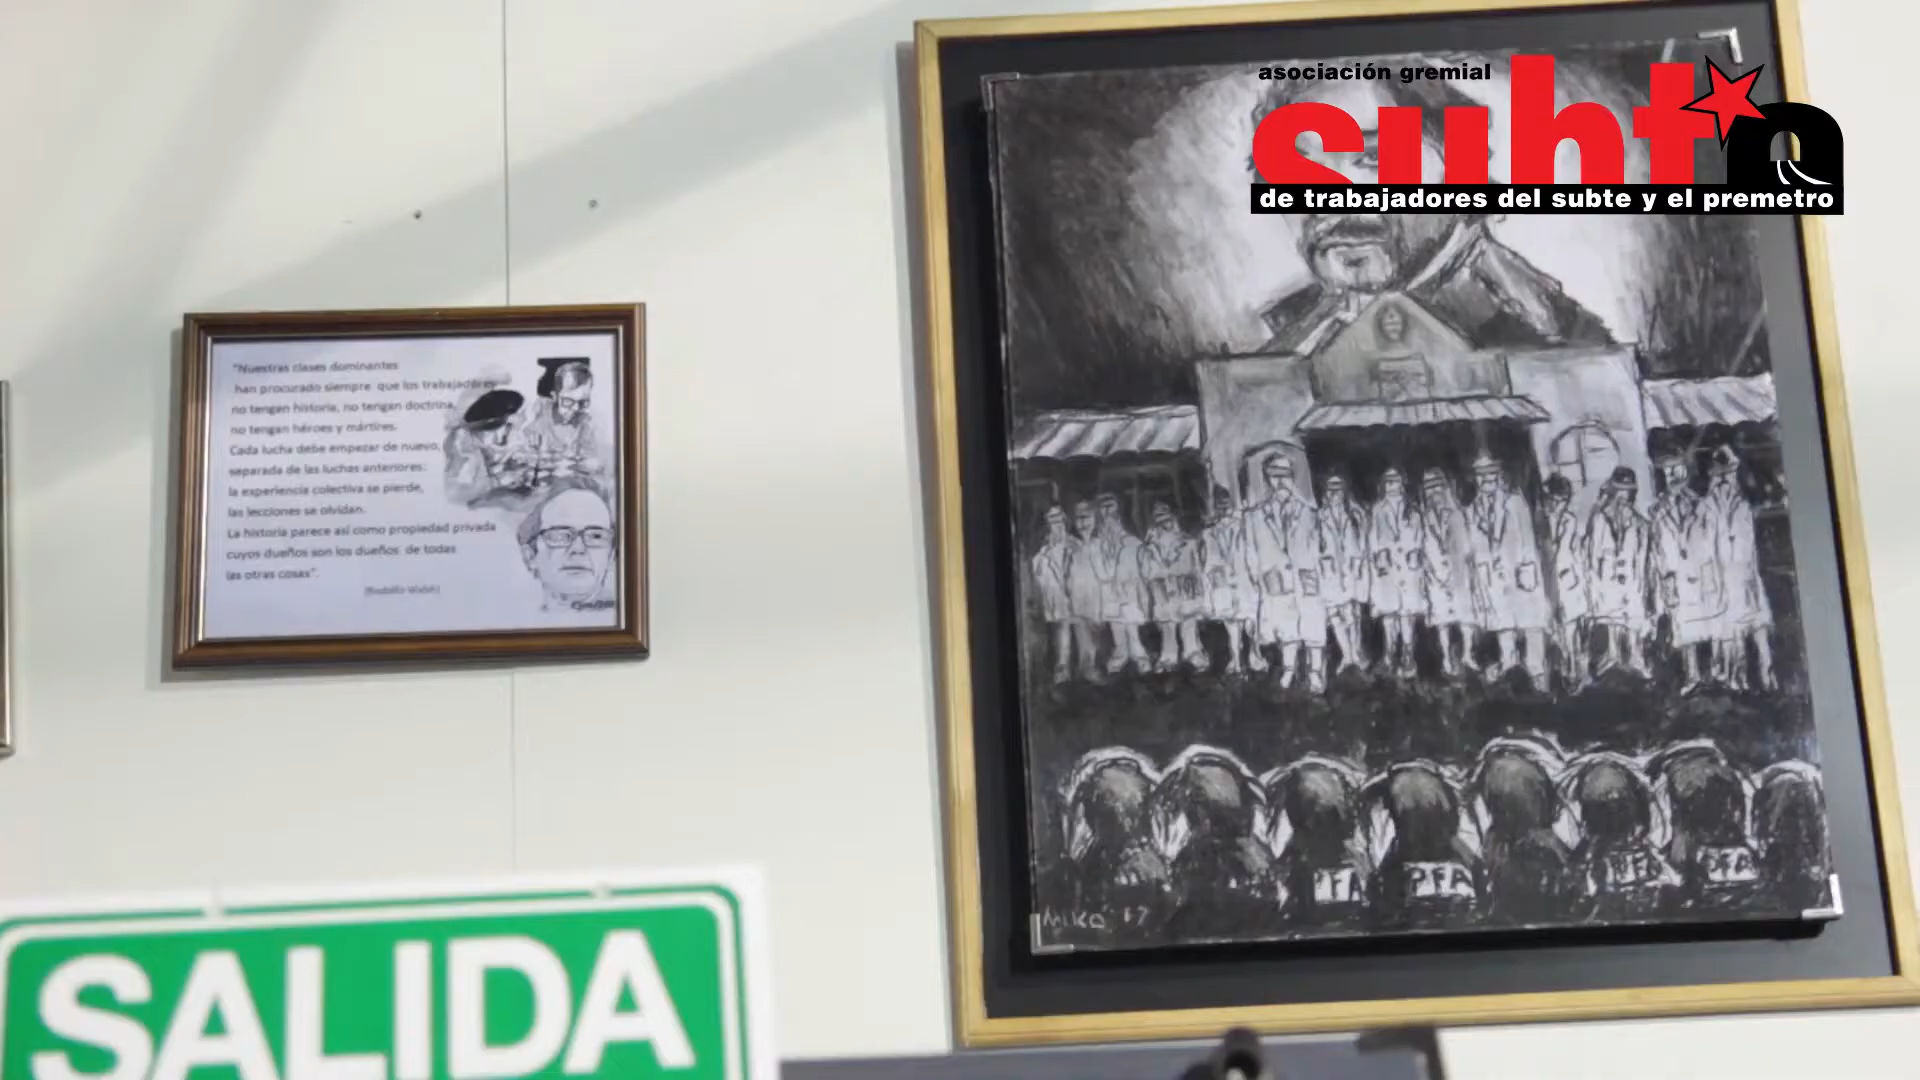 asociación gremial
subte
de trabajadores del subte y el premetro
"Nuestras clases dominantes
han procurado siempre que los trabajadores
no tengan historia, no tengan doctrina,
no tengan héroes y mártires.
Cada lucha debe empezar de nuevo,
separada de las luchas anteriores:
la experiencia colectiva se pierde,
las lecciones se olvidan.
La historia parece así como propiedad privada
cuyos dueños son los dueños de todas
las otras cosas".
(Rodolfo Walsh)
PFA PFA PFA PFA
MIKO '17
SALIDA